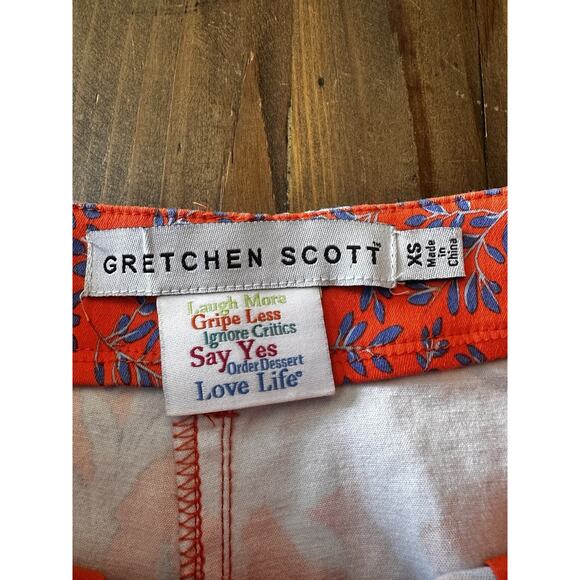 GRETCHEN SCOTT
XS
Made
in
China
Laugh More
Gripe Less
Ignore Critics
Say Yes
Order Dessert
Love Life®